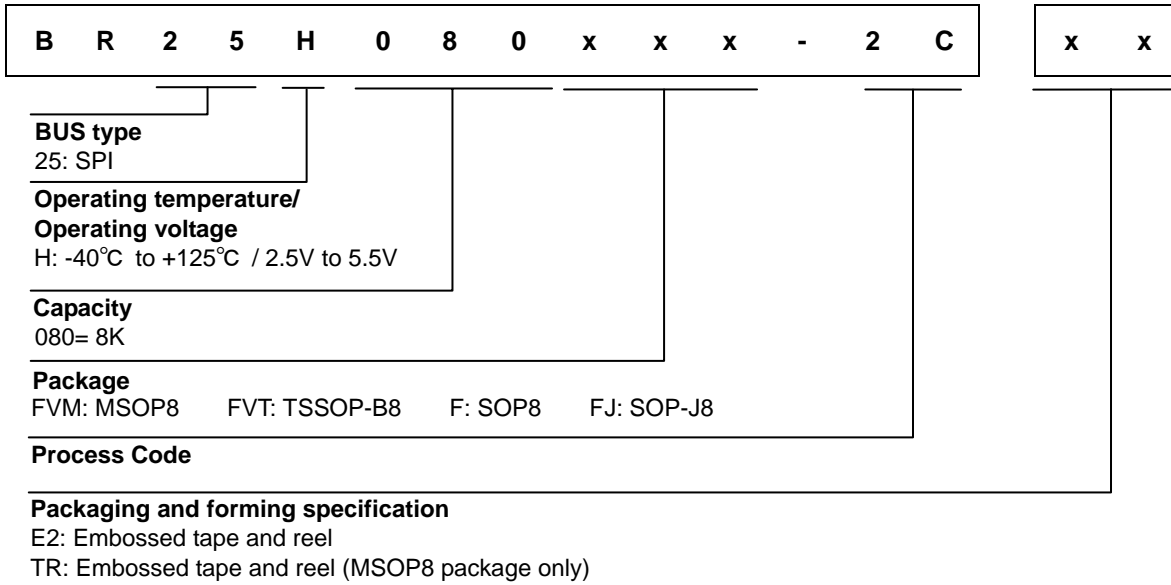 B R 2 5 H 0 8 0 x x x - 2 C x x
BUS type
25: SPI
Operating temperature/
Operating voltage
H: -40℃ to +125℃ / 2.5V to 5.5V
Capacity
080= 8K
Package
FVM: MSOP8 FVT: TSSOP-B8 F: SOP8 FJ: SOP-J8
Process Code
Packaging and forming specification
E2: Embossed tape and reel
TR: Embossed tape and reel (MSOP8 package only)